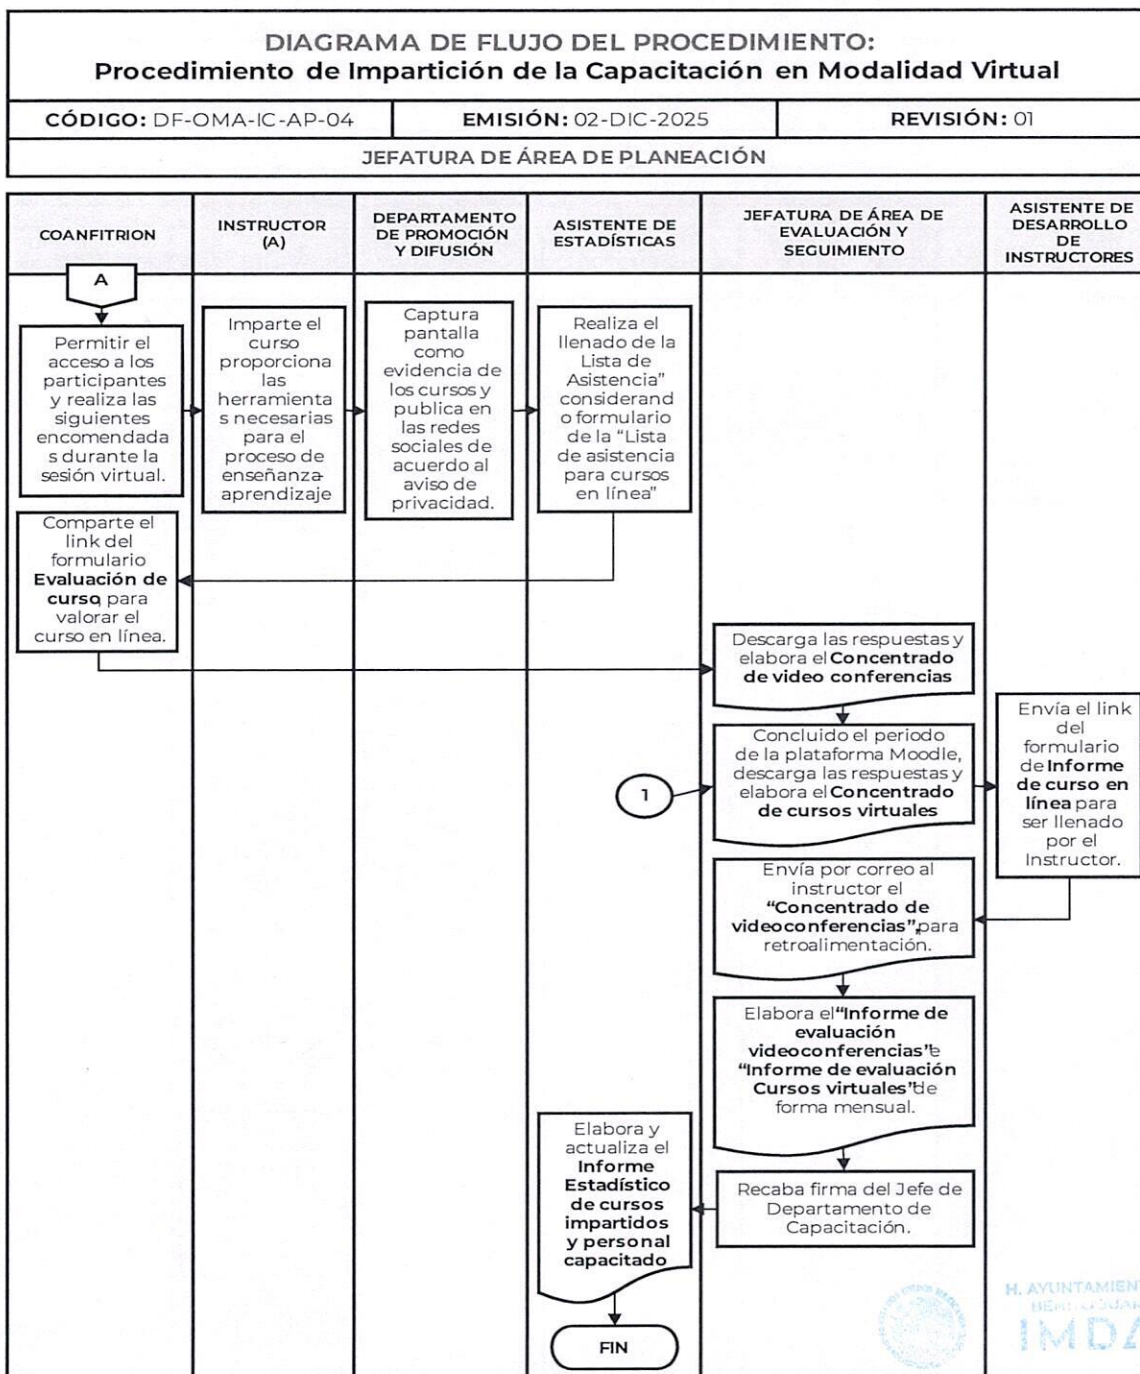 DIAGRAMA DE FLUJO DEL PROCEDIMIENTO:
Procedimiento de Impartición de la Capacitación en Modalidad Virtual
CÓDIGO: DF-OMA-IC-AP-04
EMISIÓN: 02-DIC-2025
REVISIÓN: 01
JEFATURA DE ÁREA DE PLANEACIÓN
COANFITRION
INSTRUCTOR
(A)
DEPARTAMENTO
DE PROMOCIÓN
Y DIFUSIÓN
ASISTENTE DE
ESTADÍSTICAS
JEFATURA DE ÁREA DE
EVALUACIÓN Y
SEGUIMIENTO
ASISTENTE DE
DESARROLLO
DE
INSTRUCTORES
A
Permitir el
acceso a los
participantes
y realiza las
siguientes
encomendada
s durante la
sesión virtual.
Imparte el
curso
proporciona
las
herramienta
s necesarias
para el
proceso de
enseñanza-
aprendizaje
Captura
pantalla
como
evidencia de
los cursos y
publica en
las redes
sociales de
acuerdo al
aviso de
privacidad.
Realiza el
llenado de la
Lista de
Asistencia"
considerand
o formulario
de la "Lista
de asistencia
para cursos
en línea"
Comparte el
link del
formulario
Evaluación de
curso, para
valorar el
curso en línea.
Descarga las respuestas y
elabora el Concentrado
de video conferencias
Concluido el periodo
de la plataforma Moodle,
descarga las respuestas y
elabora el Concentrado
de cursos virtuales
1
Envía el link
del
formulario
de Informe
de curso en
línea para
ser llenado
por el
Instructor.
Envía por correo al
instructor el
"Concentrado de
videoconferencias", para
retroalimentación.
Elabora el "Informe de
evaluación
videoconferencias" e
"Informe de evaluación
Cursos virtuales" de
forma mensual.
Recaba firma del Jefe de
Departamento de
Capacitación.
Elabora y
actualiza el
Informe
Estadístico
de cursos
impartidos
y personal
capacitado
FIN
H. AYUNTAMIEN